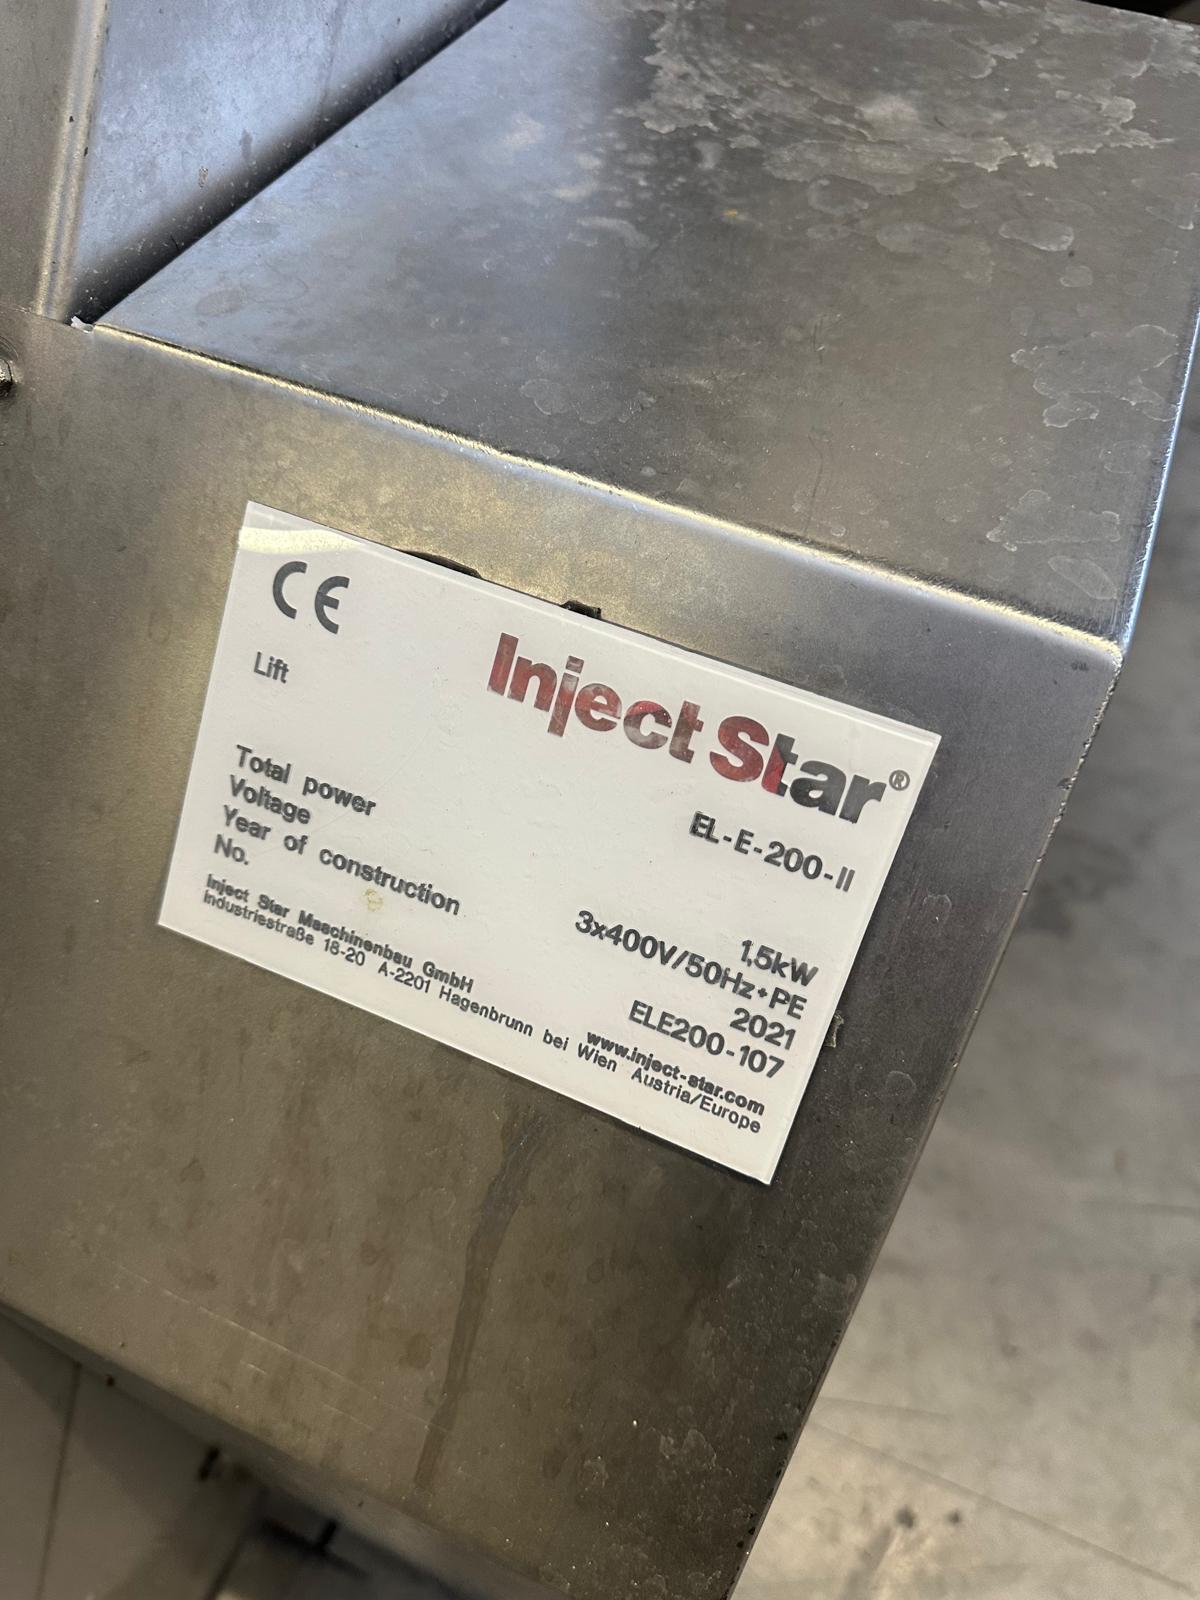 CE
Inject Star®
Lift EL-E-200-II
Total power 1,5kW
Voltage 3x400V/50Hz+PE
Year of construction 2021
No. ELE200-107
Inject Star Maschinenbau GmbH www.inject-star.com
Industriestraße 18-20 A-2201 Hagenbrunn bei Wien Austria/Europe